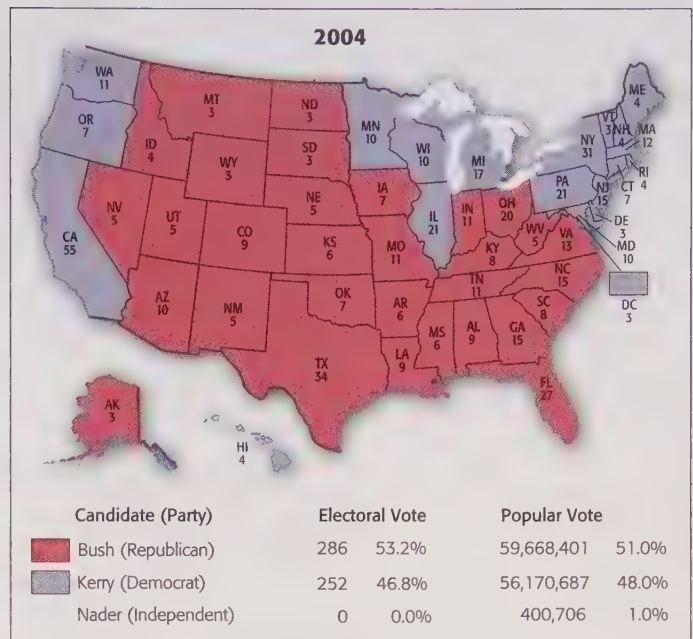 2004
WA
11
OR
7
CA
55
NV
5
ID
4
MT
3
WY
3
UT
5
AZ
10
CO
9
NM
5
ND
3
SD
3
NE
5
KS
6
OK
7
TX
34
MN
10
IA
7
MO
11
AR
6
LA
9
WI
10
IL
21
MI
17
IN
11
OH
20
KY
8
TN
11
MS
6
AL
9
GA
15
FL
27
SC
8
NC
15
VA
13
WV
5
PA
21
NY
31
VT
3
NH
4
ME
4
MA
12
RI
4
CT
7
NJ
15
DE
3
MD
10
DC
3
AK
3
HI
4
Candidate (Party) Electoral Vote Popular Vote
Bush (Republican) 286 53.2% 59,668,401 51.0%
Kerry (Democrat) 252 46.8% 56,170,687 48.0%
Nader (Independent) 0 0.0% 400,706 1.0%